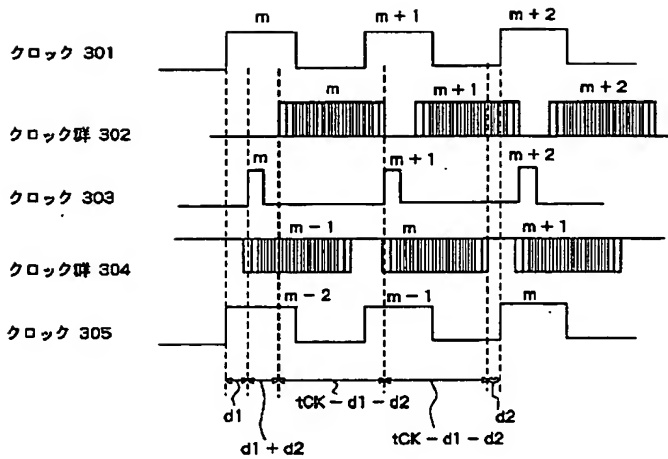 m m+1 m+2
クロック 301
m m+1 m+2
クロック群 302
m m+1 m+2
クロック 303
m-1 m m+1
クロック群 304
m-2 m-1 m
クロック 305
d1 tCK-d1-d2 d2
d1+d2 tCK-d1-d2